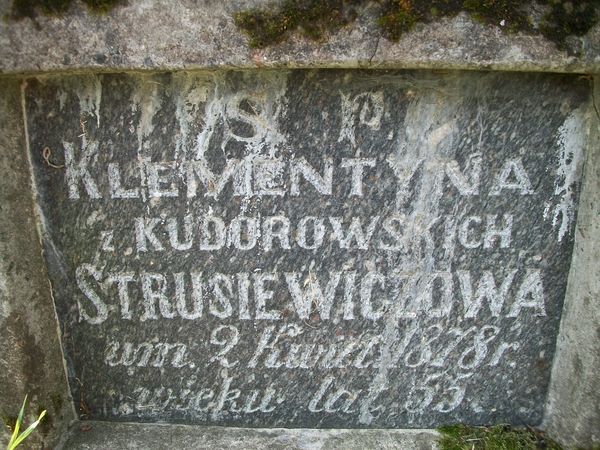 Ś. P.
KLEMENTYNA
z KUDOROWSKICH
STRUSIEWICZOWA
um. 2 Kwiet. 1878 r.
wieku lat 55.